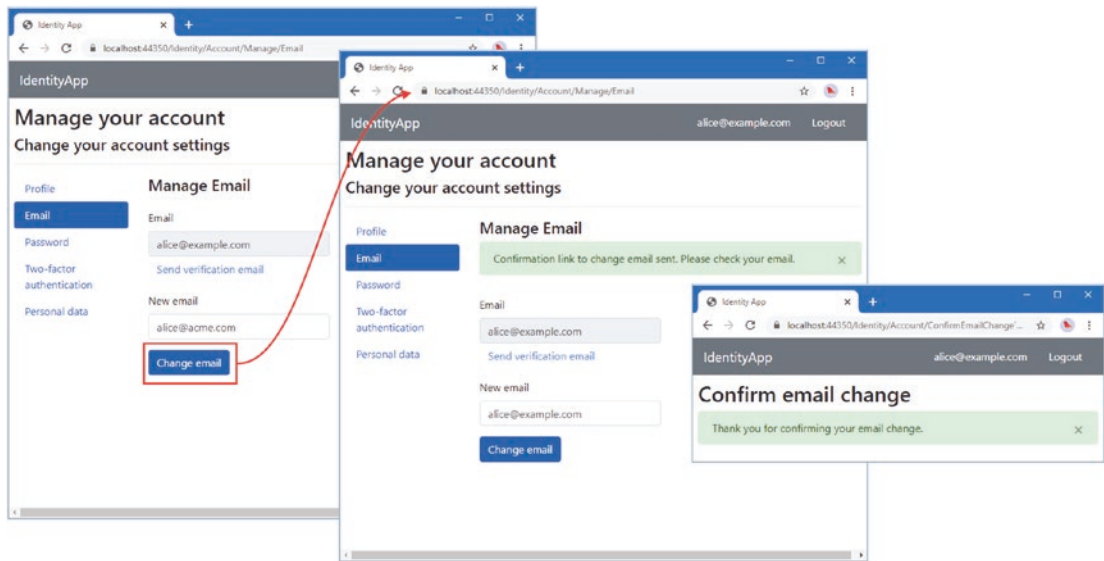 Identity App
localhost:44350/Identity/Account/Manage/Email
IdentityApp
Manage your account
Change your account settings
Profile
Email
Password
Two-factor
authentication
Personal data
Manage Email
Email
alice@example.com
Send verification email
New email
alice@acme.com
Change email
Identity App
localhost:44350/Identity/Account/Manage/Email
IdentityApp
alice@example.com Logout
Manage your account
Change your account settings
Profile
Email
Password
Two-factor
authentication
Personal data
Manage Email
Confirmation link to change email sent. Please check your email.
Email
alice@example.com
Send verification email
New email
alice@example.com
Change email
Identity App
localhost:44350/Identity/Account/ConfirmEmailChange
IdentityApp
alice@example.com Logout
Confirm email change
Thank you for confirming your email change.